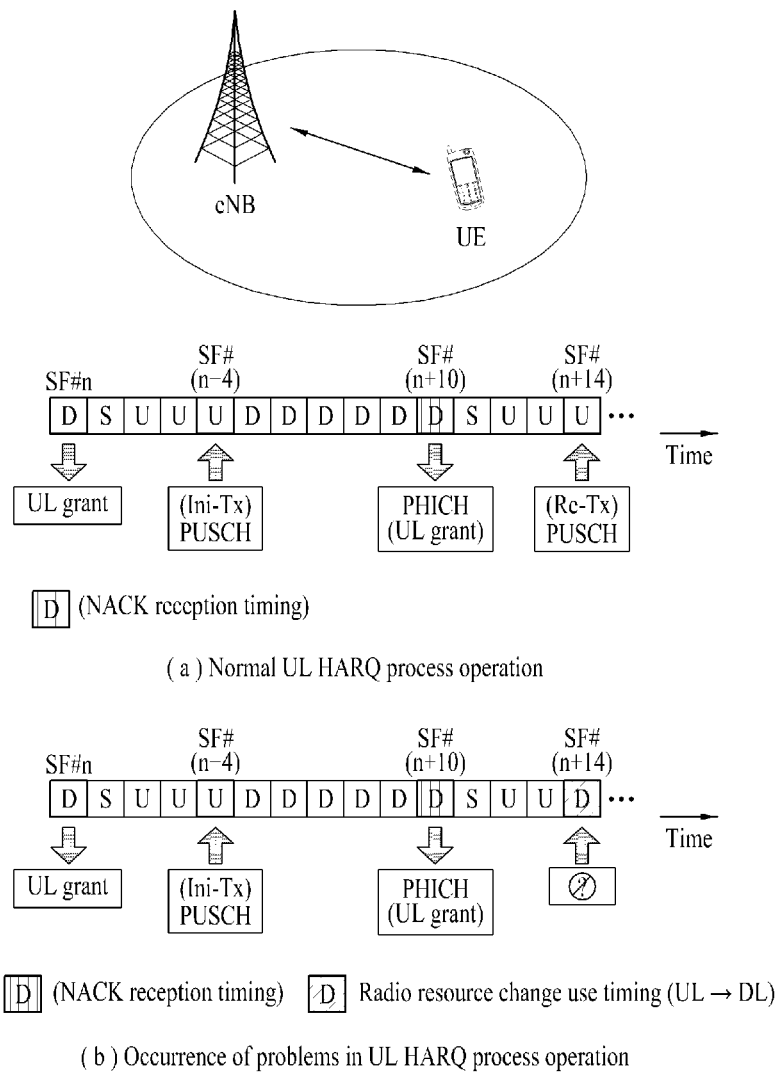 eNB
UE
SF#n
SF#
(n−4)
SF#
(n+10)
SF#
(n+14)
D S U U U D D D D D D S U U U ···
Time
UL grant
(Ini-Tx)
PUSCH
PHICH
(UL grant)
(Re-Tx)
PUSCH
D (NACK reception timing)
( a ) Normal UL HARQ process operation
SF#n
SF#
(n−4)
SF#
(n+10)
SF#
(n+14)
D S U U U D D D D D D S U U D ···
Time
UL grant
(Ini-Tx)
PUSCH
PHICH
(UL grant)
?
D (NACK reception timing) D Radio resource change use timing (UL → DL)
( b ) Occurrence of problems in UL HARQ process operation